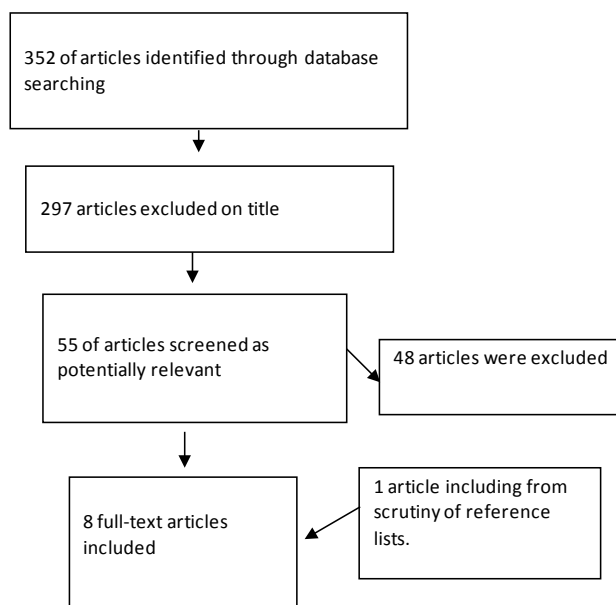 352 of articles identified through database
searching
297 articles excluded on title
55 of articles screened as
potentially relevant
48 articles were excluded
8 full-text articles
included
1 article including from
scrutiny of reference
lists.